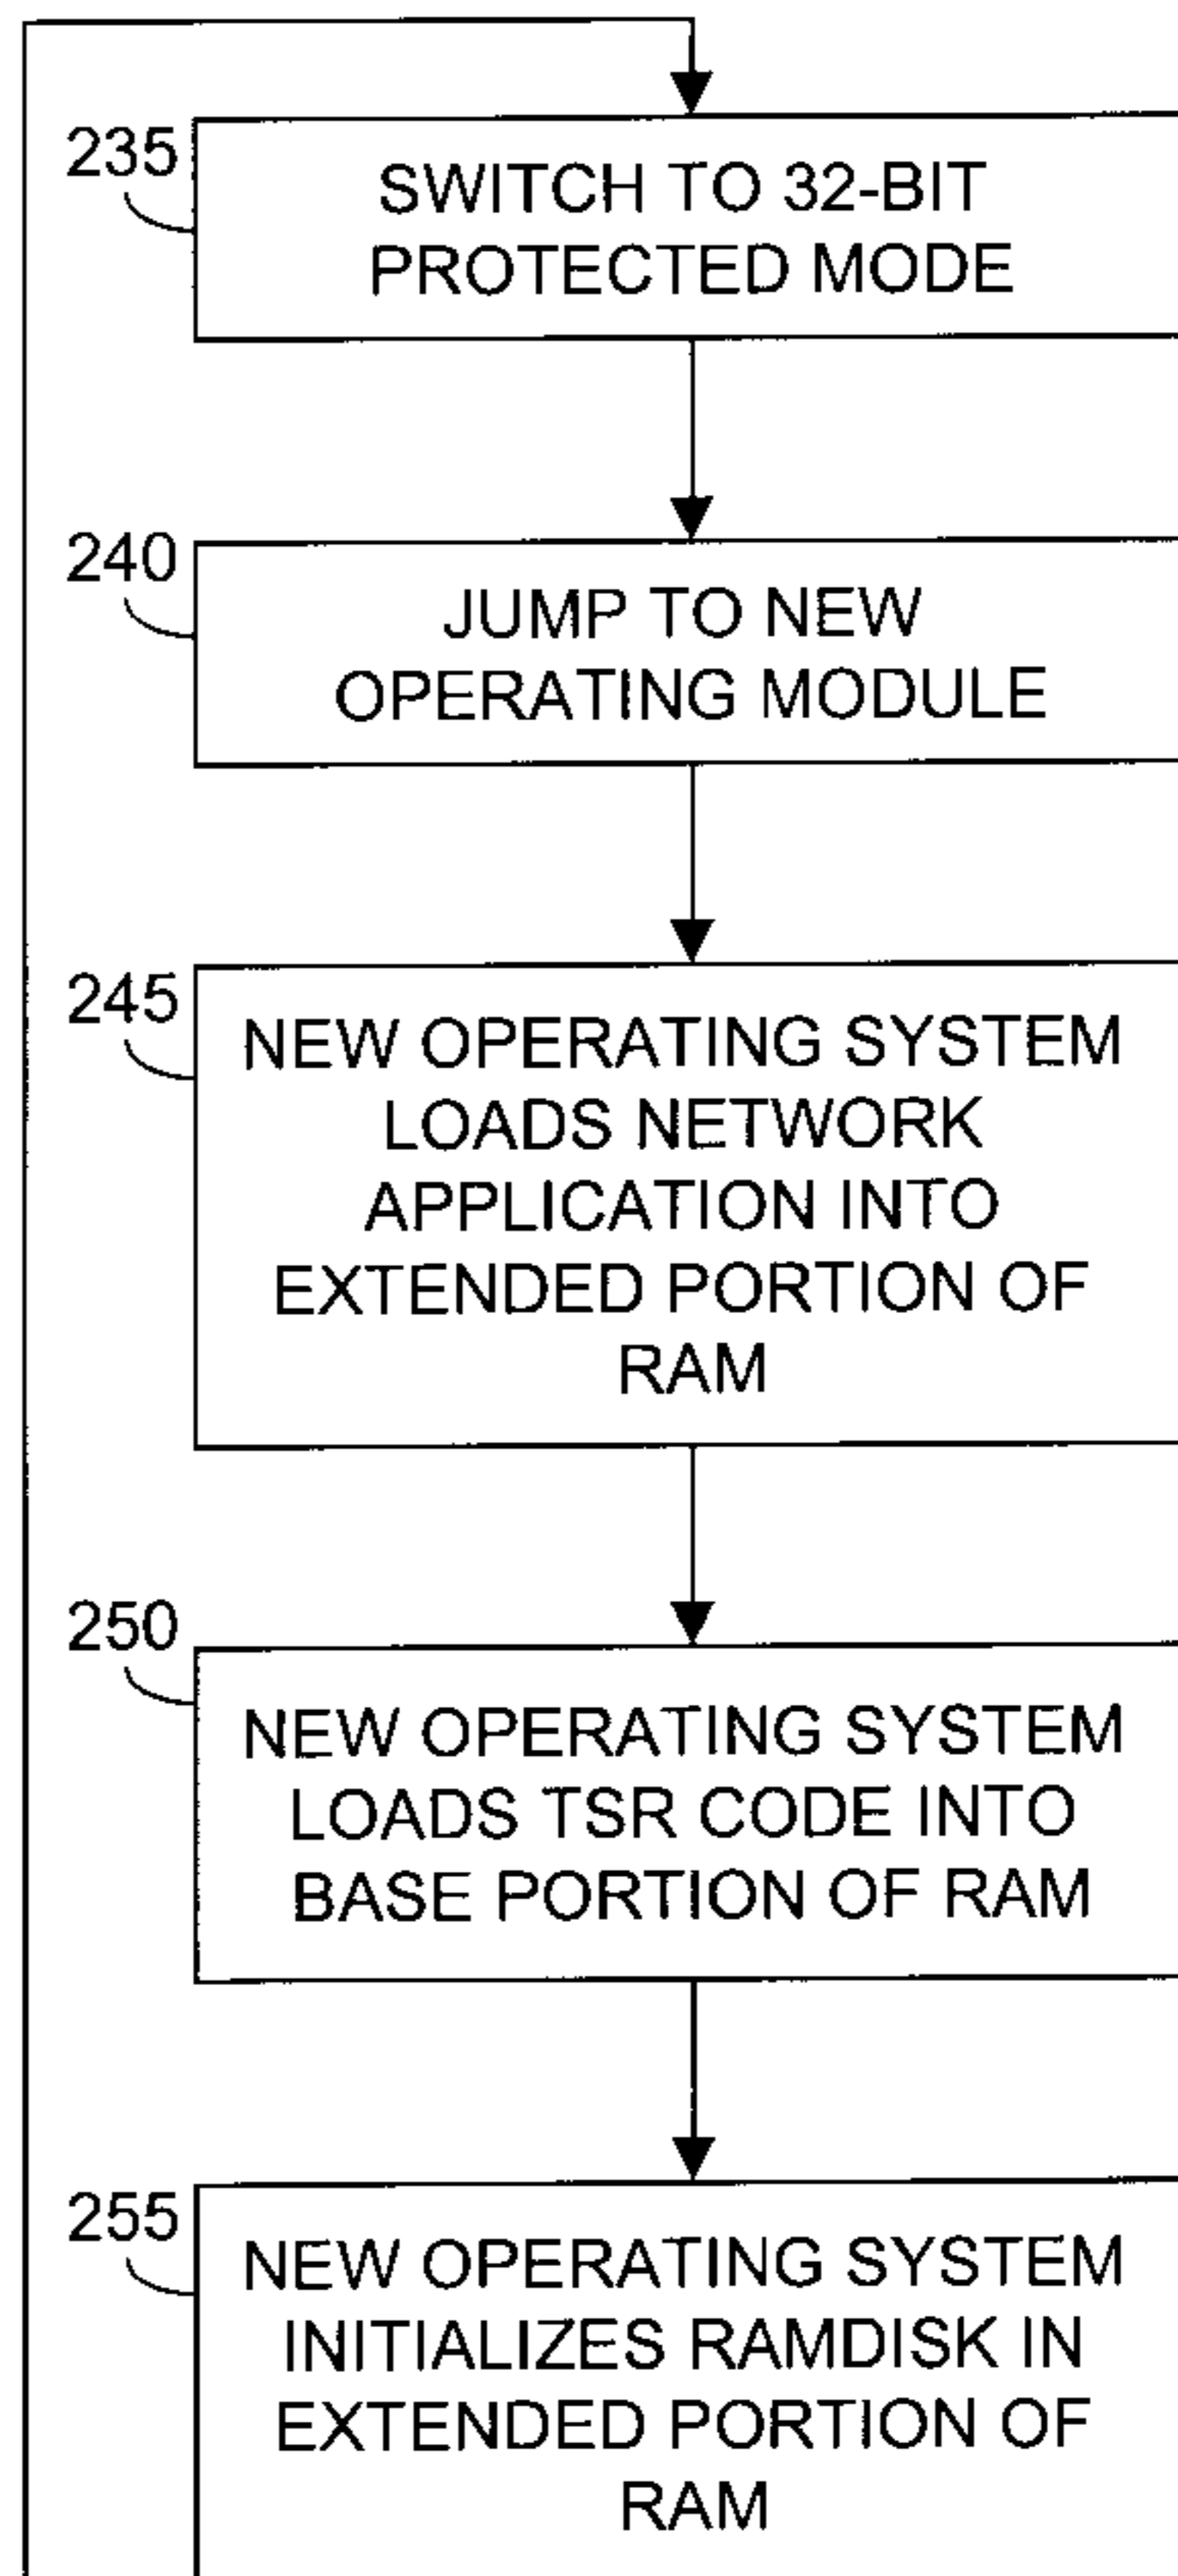 235
SWITCH TO 32-BIT
PROTECTED MODE
240
JUMP TO NEW
OPERATING MODULE
245
NEW OPERATING SYSTEM
LOADS NETWORK
APPLICATION INTO
EXTENDED PORTION OF
RAM
250
NEW OPERATING SYSTEM
LOADS TSR CODE INTO
BASE PORTION OF RAM
255
NEW OPERATING SYSTEM
INITIALIZES RAMDISK IN
EXTENDED PORTION OF
RAM